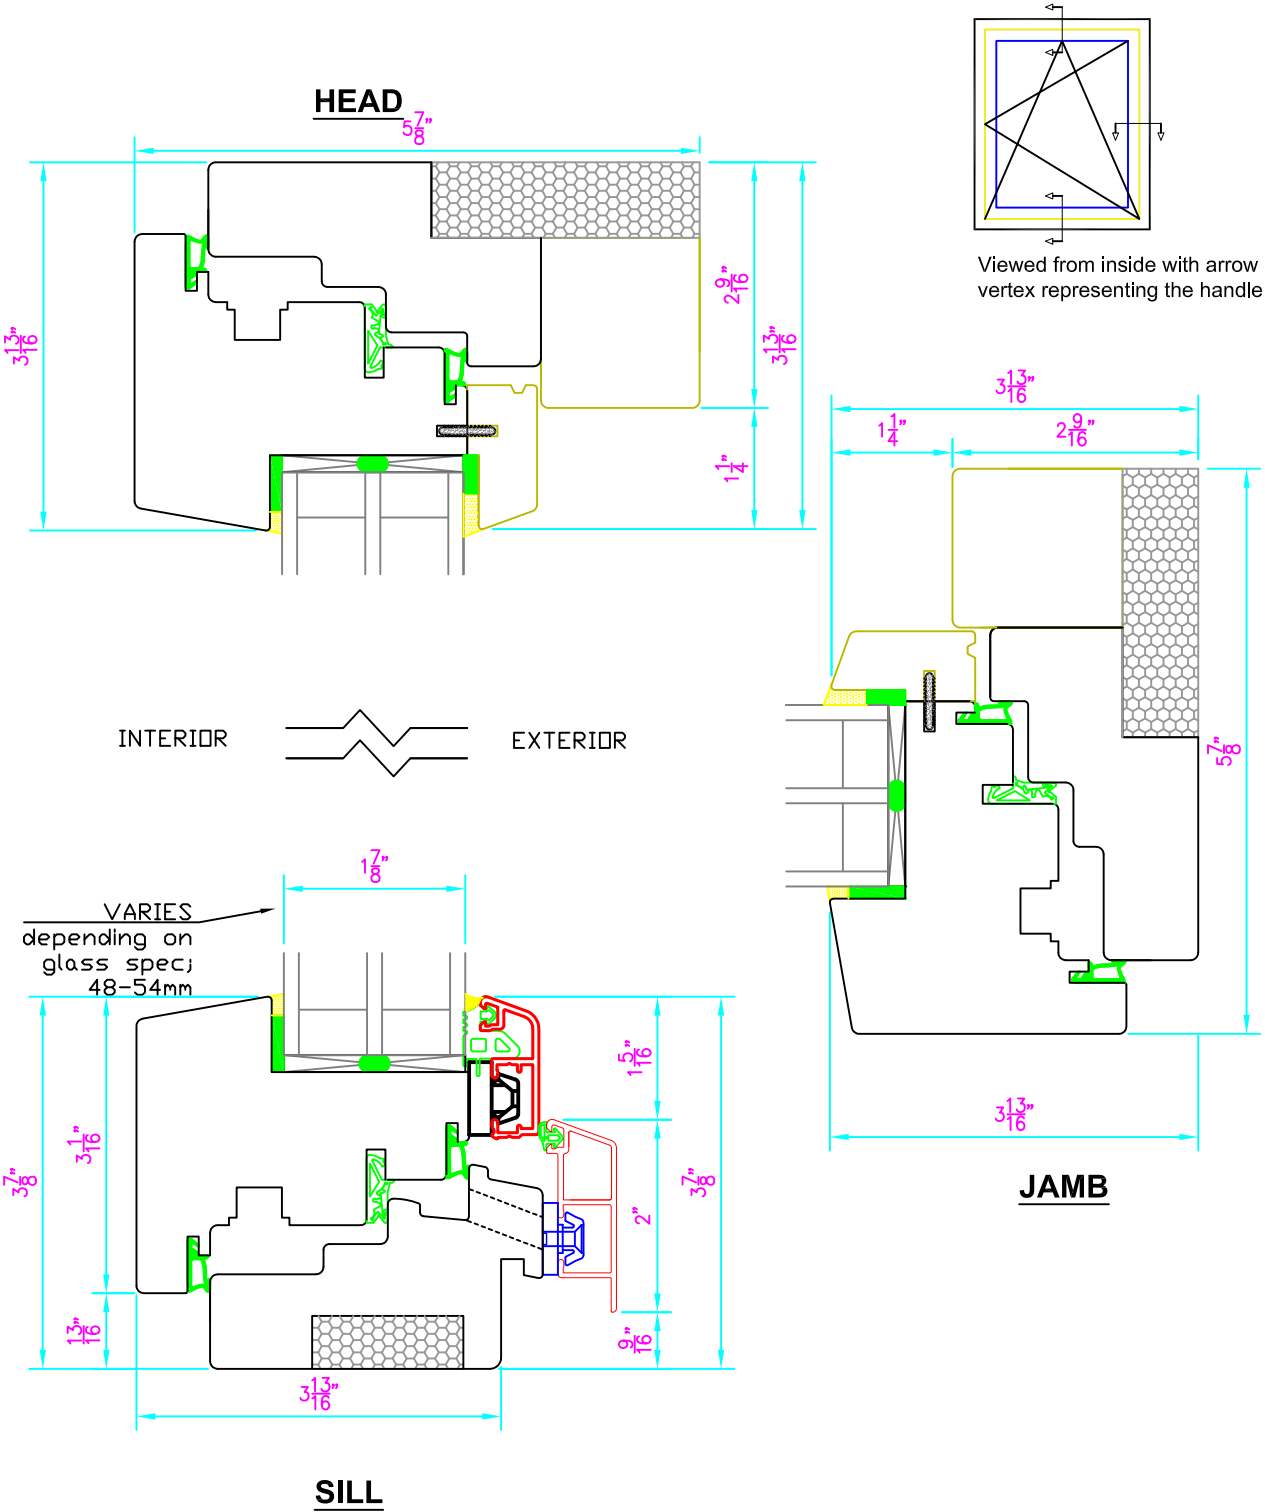 HEAD
5 7/8"
3 13/16"
2 9/16"
3 13/16"
1 1/4"
Viewed from inside with arrow
vertex representing the handle
3 13/16"
1 1/4"
2 9/16"
5 7/8"
3 13/16"
JAMB
INTERIOR
EXTERIOR
1 7/8"
VARIES
depending on
glass spec;
48-54mm
3 1/16"
3 7/8"
13/16"
1 5/16"
3 7/8"
2"
9/16"
3 13/16"
SILL